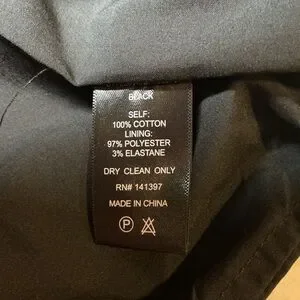 BLACK
SELF:
100% COTTON
LINING:
97% POLYESTER
3% ELASTANE
DRY CLEAN ONLY
RN# 141397
MADE IN CHINA
P